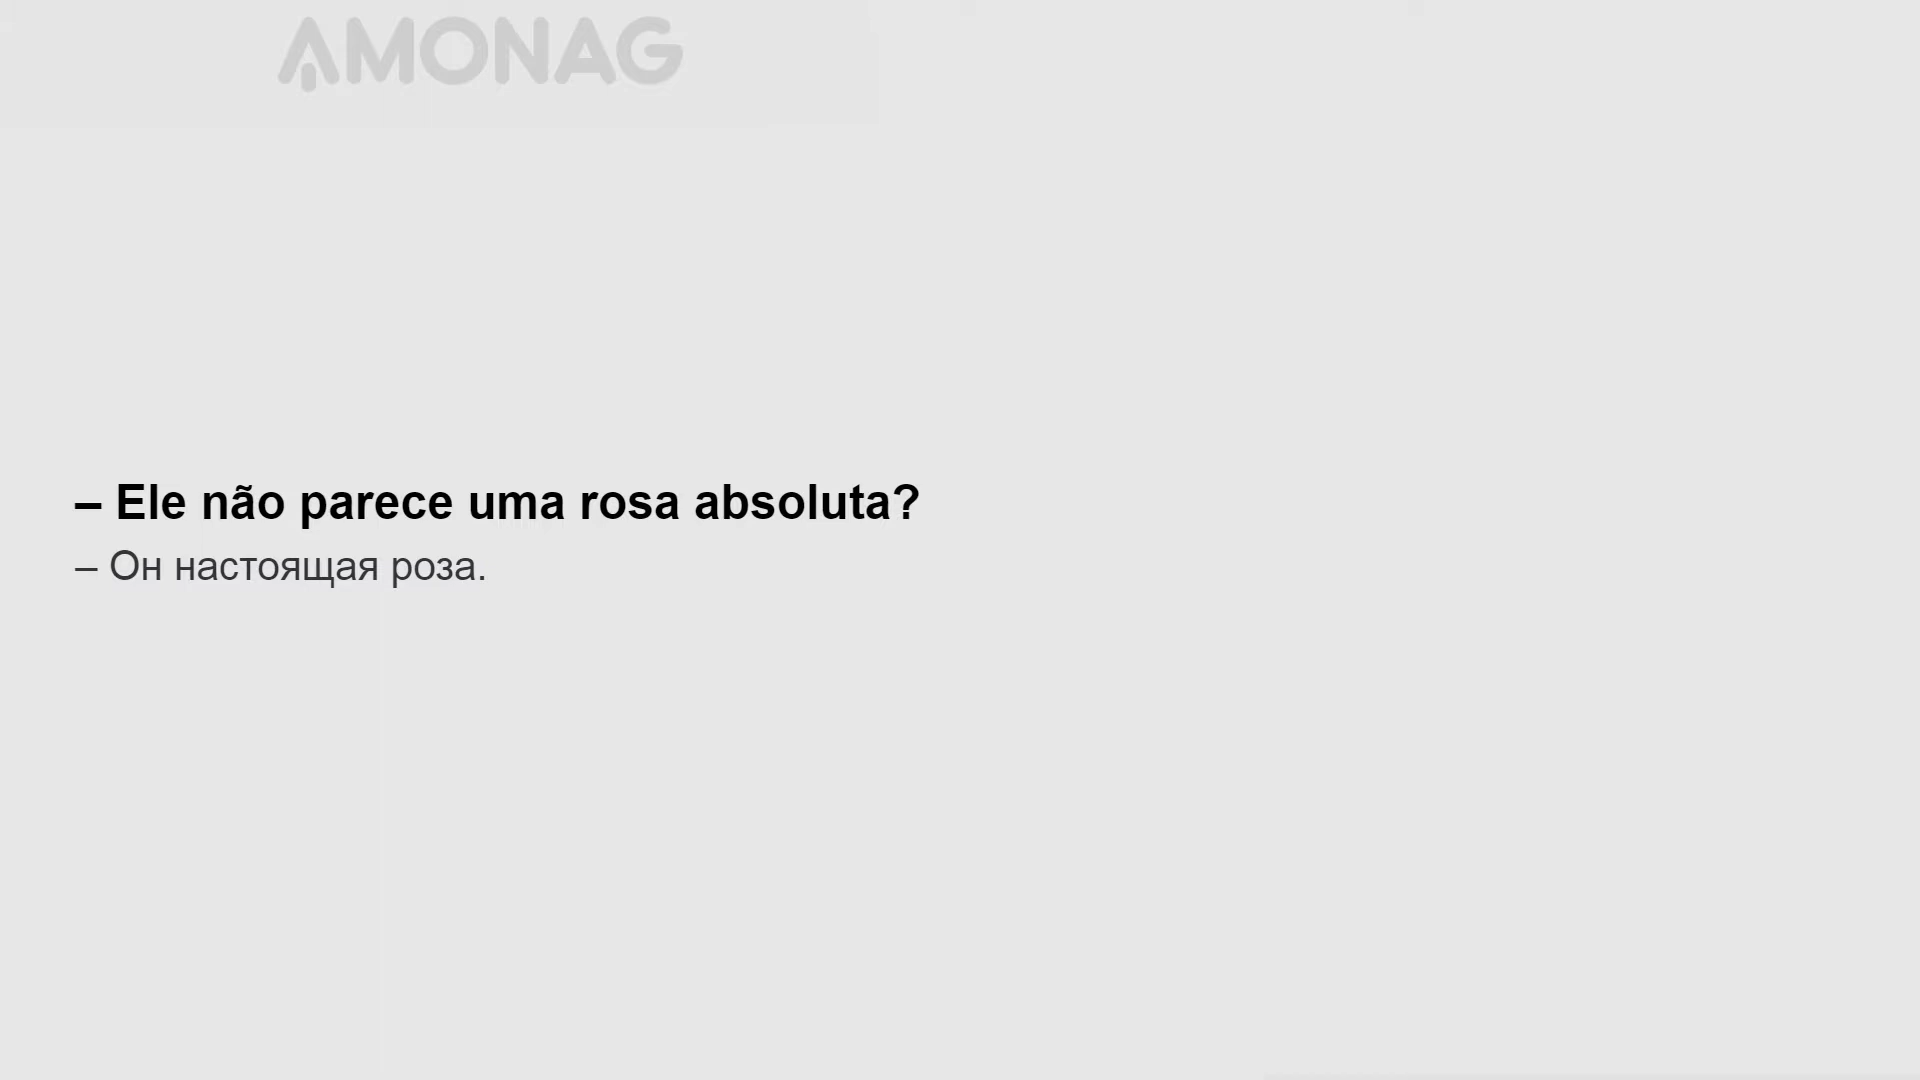 AMONAG
– Ele não parece uma rosa absoluta?
– Он настоящая роза.